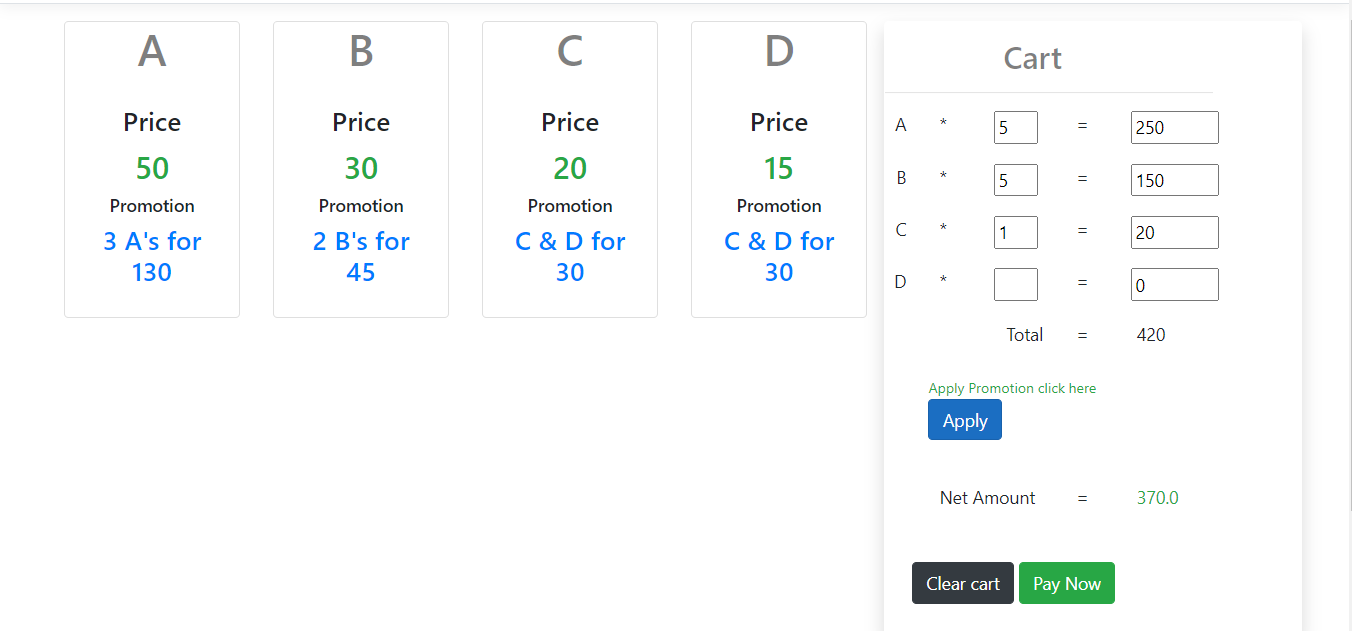 A
Price
50
Promotion
3 A's for
130
B
Price
30
Promotion
2 B's for
45
C
Price
20
Promotion
C & D for
30
D
Price
15
Promotion
C & D for
30
Cart
A * 5 = 250
B * 5 = 150
C * 1 = 20
D * = 0
Total = 420
Apply Promotion click here
Apply
Net Amount = 370.0
Clear cart Pay Now